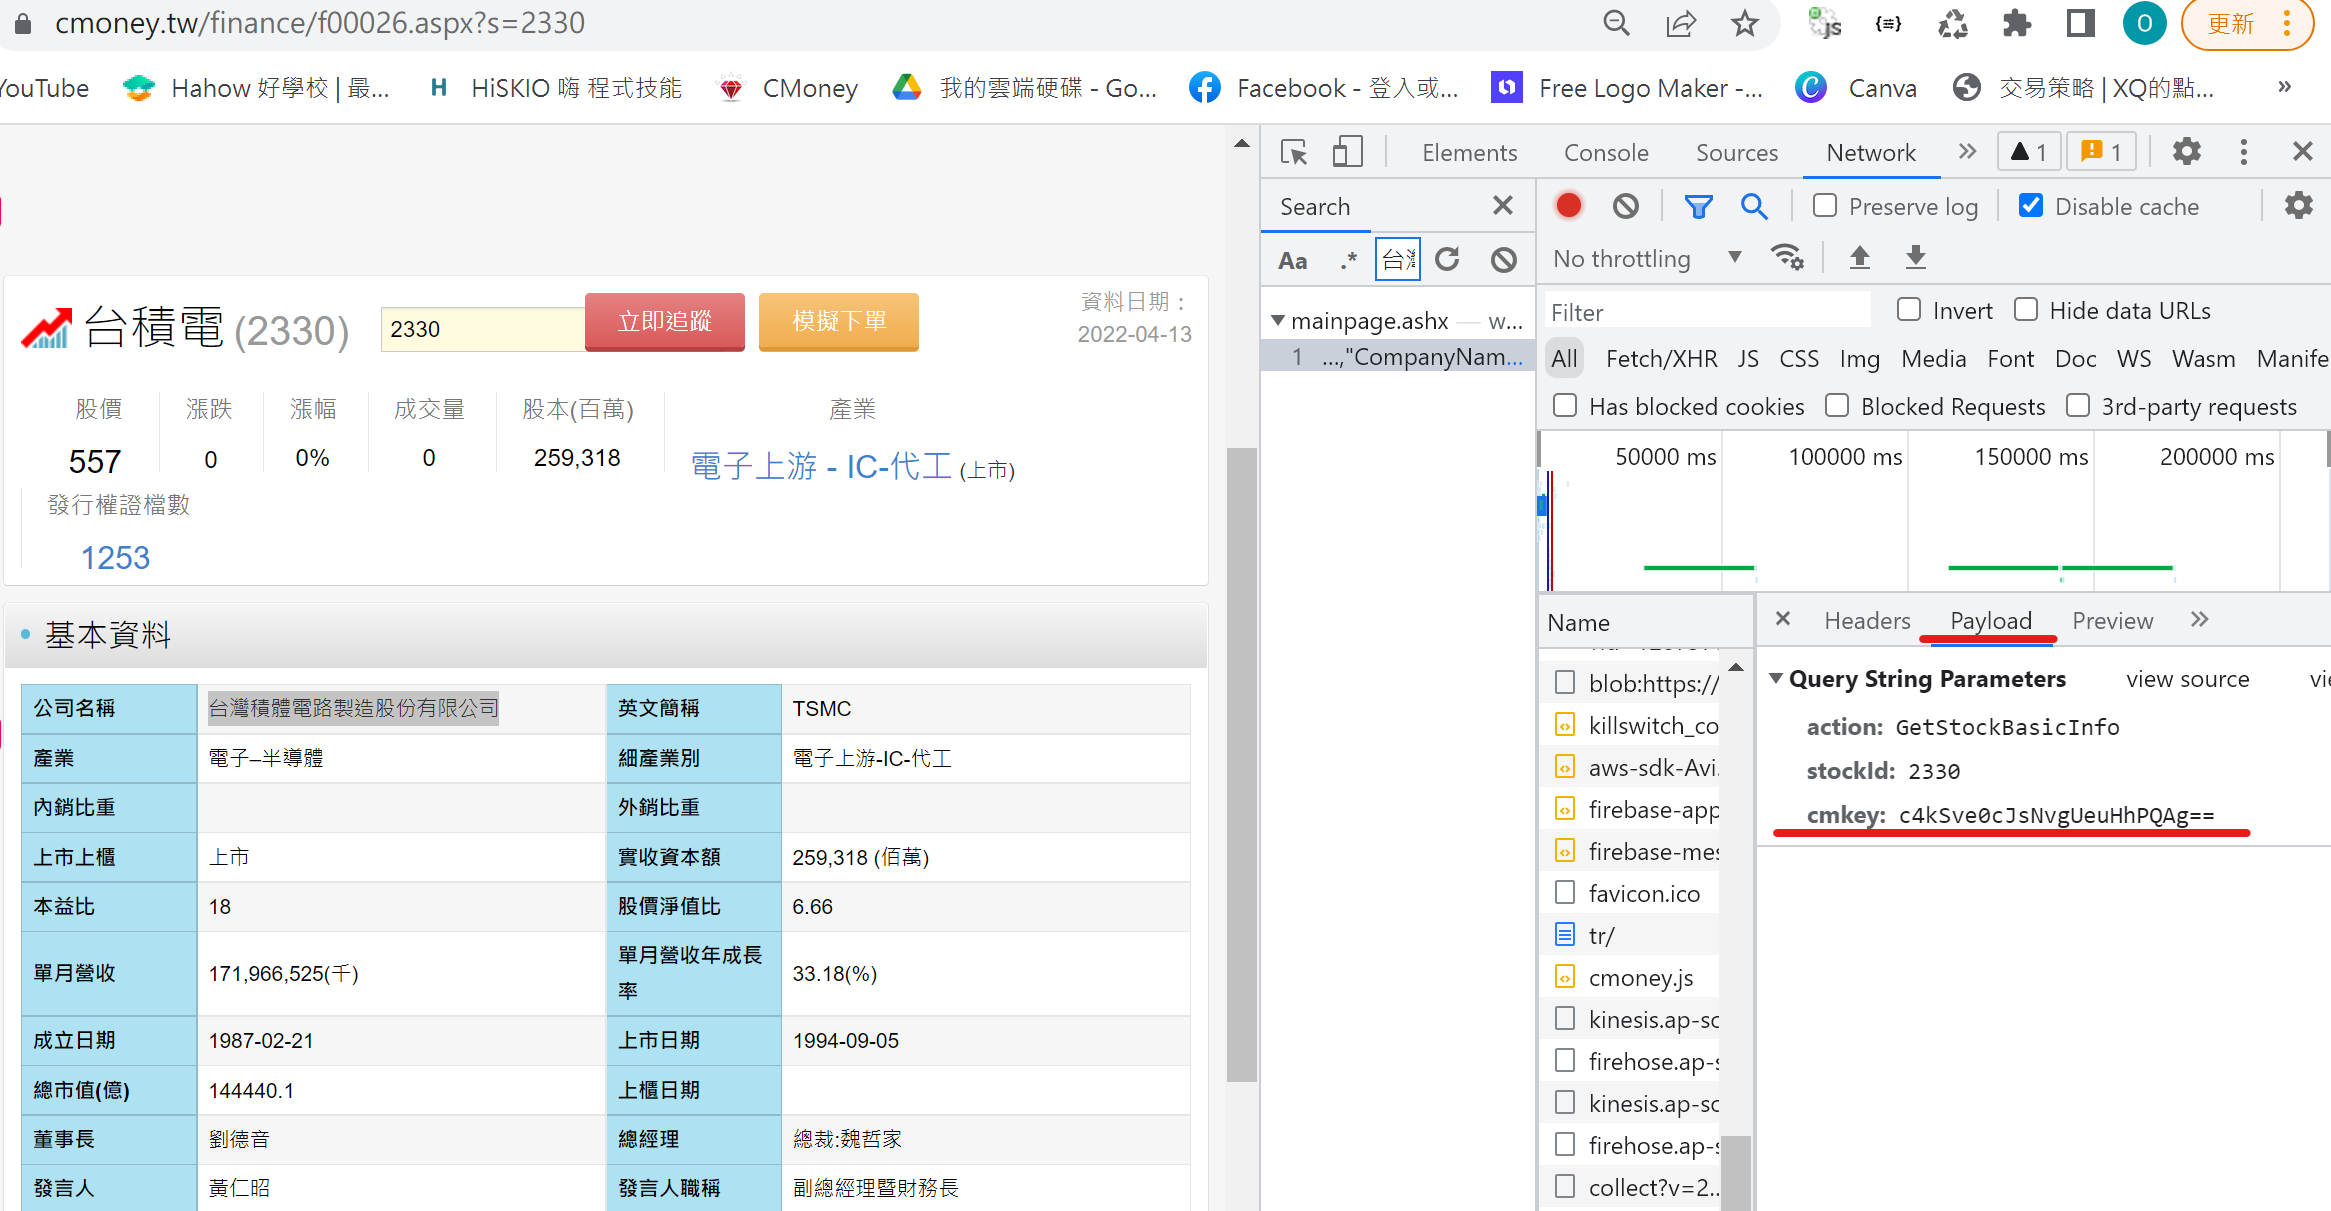 cmoney.tw/finance/f00026.aspx?s=2330
更新
YouTube
Hahow 好學校 | 最...
HiSKIO 嗨 程式技能
CMoney
我的雲端硬碟 - Go...
Facebook - 登入或...
Free Logo Maker -...
Canva
交易策略 | XQ的點...
»
Elements
Console
Sources
Network
»
1
1
Search
Preserve log
Disable cache
Aa
.*
No throttling
台積電 (2330)
2330
立即追蹤
模擬下單
資料日期：
2022-04-13
mainpage.ashx — w...
1 ...,"CompanyNam...
Filter
Invert
Hide data URLs
All
Fetch/XHR
JS
CSS
Img
Media
Font
Doc
WS
Wasm
Manife
Has blocked cookies
Blocked Requests
3rd-party requests
50000 ms
100000 ms
150000 ms
200000 ms
股價
漲跌
漲幅
成交量
股本(百萬)
產業
557
0
0%
0
259,318
電子上游 - IC-代工 (上市)
發行權證檔數
1253
基本資料
公司名稱 台灣積體電路製造股份有限公司 英文簡稱 TSMC
產業 電子–半導體 細產業別 電子上游-IC-代工
內銷比重 外銷比重
上市上櫃 上市 實收資本額 259,318 (佰萬)
本益比 18 股價淨值比 6.66
單月營收 171,966,525(千) 單月營收年成長率 33.18(%)
成立日期 1987-02-21 上市日期 1994-09-05
總市值(億) 144440.1 上櫃日期
董事長 劉德音 總經理 總裁:魏哲家
發言人 黃仁昭 發言人職稱 副總經理暨財務長
Name
blob:https://
killswitch_co
aws-sdk-Avi.
firebase-app
firebase-mes
favicon.ico
tr/
cmoney.js
kinesis.ap-sc
firehose.ap-s
kinesis.ap-sc
firehose.ap-s
collect?v=2...
Headers
Payload
Preview
»
Query String Parameters
view source
vi
action: GetStockBasicInfo
stockId: 2330
cmkey: c4kSve0cJsNvgUeuHhPQAg==